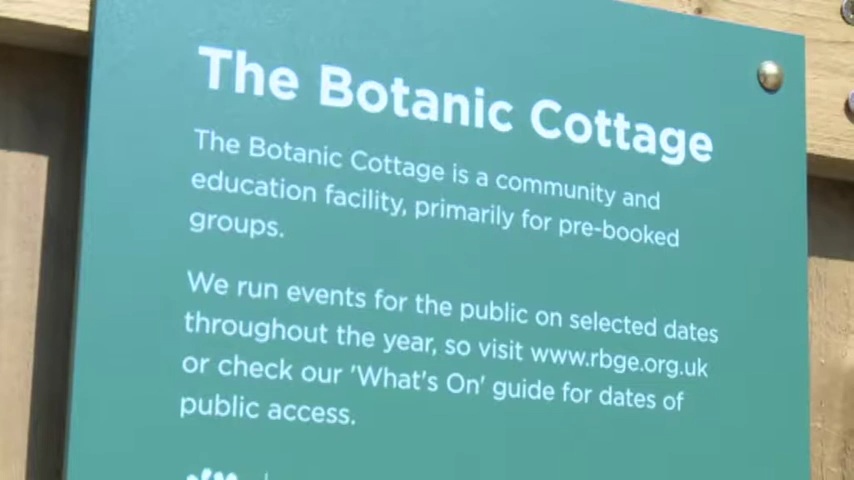 The Botanic Cottage
The Botanic Cottage is a community and
education facility, primarily for pre-booked
groups.
We run events for the public on selected dates
throughout the year, so visit www.rbge.org.uk
or check our 'What's On' guide for dates of
public access.